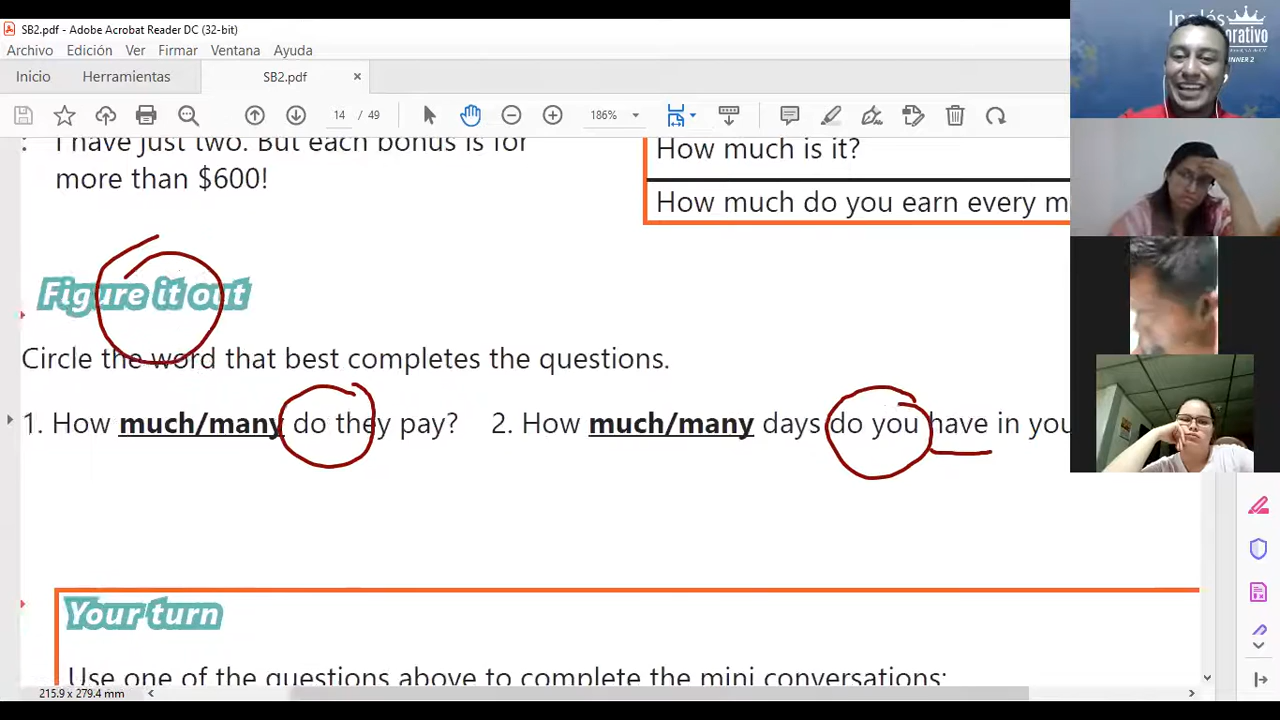 SB2.pdf - Adobe Acrobat Reader DC (32-bit)
Archivo Edición Ver Firmar Ventana Ayuda
Inicio Herramientas SB2.pdf ×
14 / 49 186%
: I have just two. But each bonus is for
more than $600!
How much is it?
How much do you earn every
Figure it out
Circle the word that best completes the questions.
1. How much/many do they pay? 2. How much/many days do you have in
Your turn
Use one of the questions above to complete the mini conversations:
215.9 x 279.4 mm
Inglés